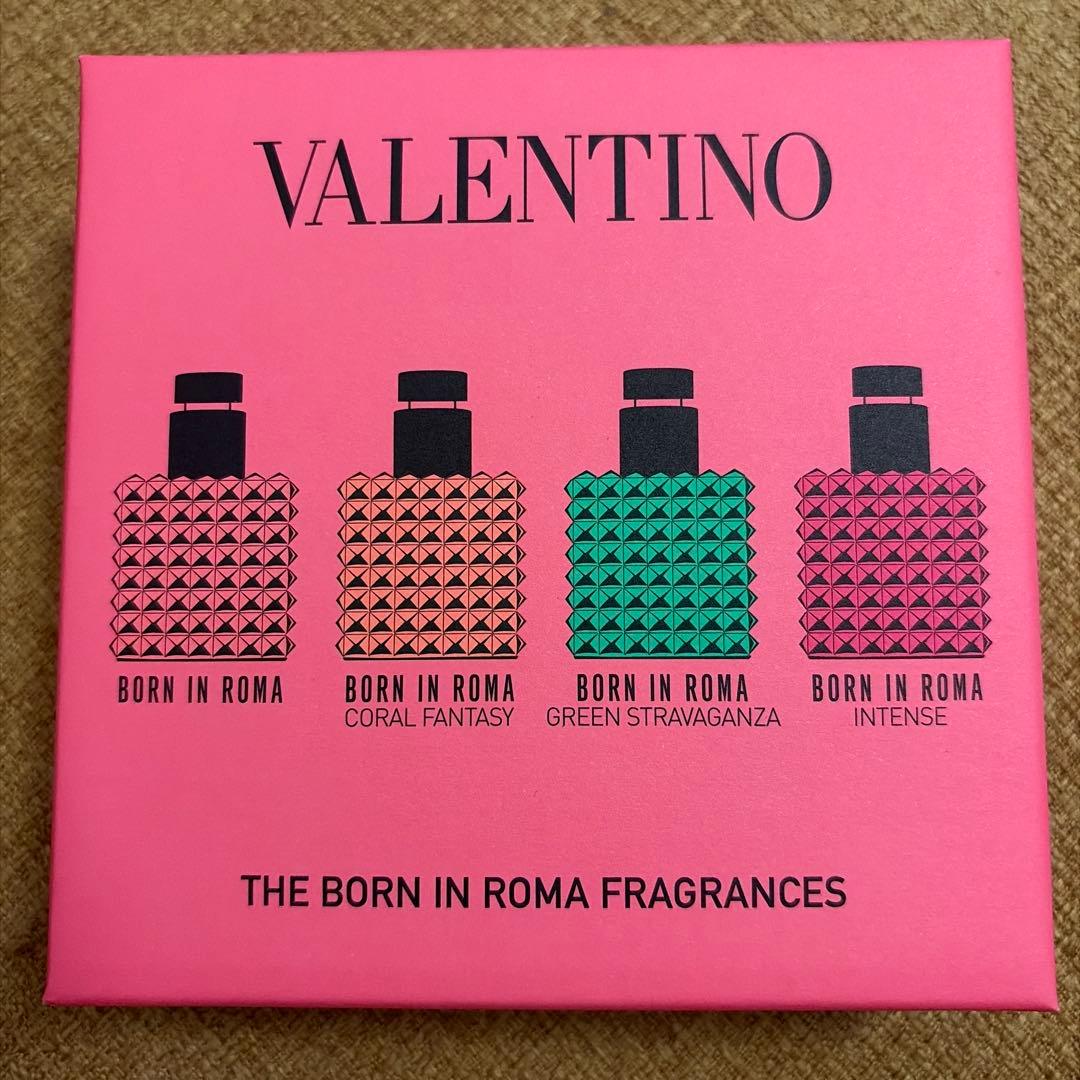 VALENTINO
BORN IN ROMA
BORN IN ROMA
CORAL FANTASY
BORN IN ROMA
GREEN STRAVAGANZA
BORN IN ROMA
INTENSE
THE BORN IN ROMA FRAGRANCES